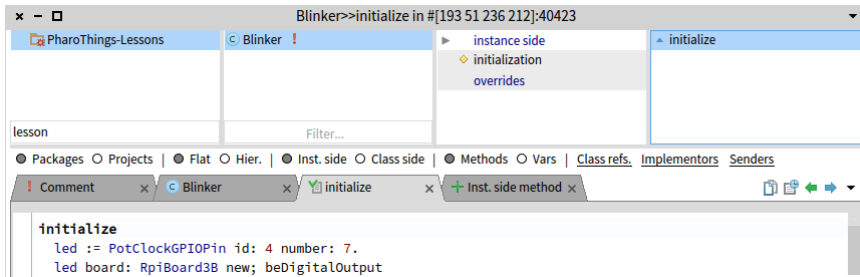 Blinker>>initialize in #[193 51 236 212]:40423
PharoThings-Lessons
C Blinker !
instance side
initialization
overrides
initialize
lesson
Filter...
Packages Projects | Flat Hier. | Inst. side Class side | Methods Vars | Class refs. Implementors Senders
! Comment x C Blinker x initialize x + Inst. side method x
initialize
led := PotClockGPIOPin id: 4 number: 7.
led board: RpiBoard3B new; beDigitalOutput